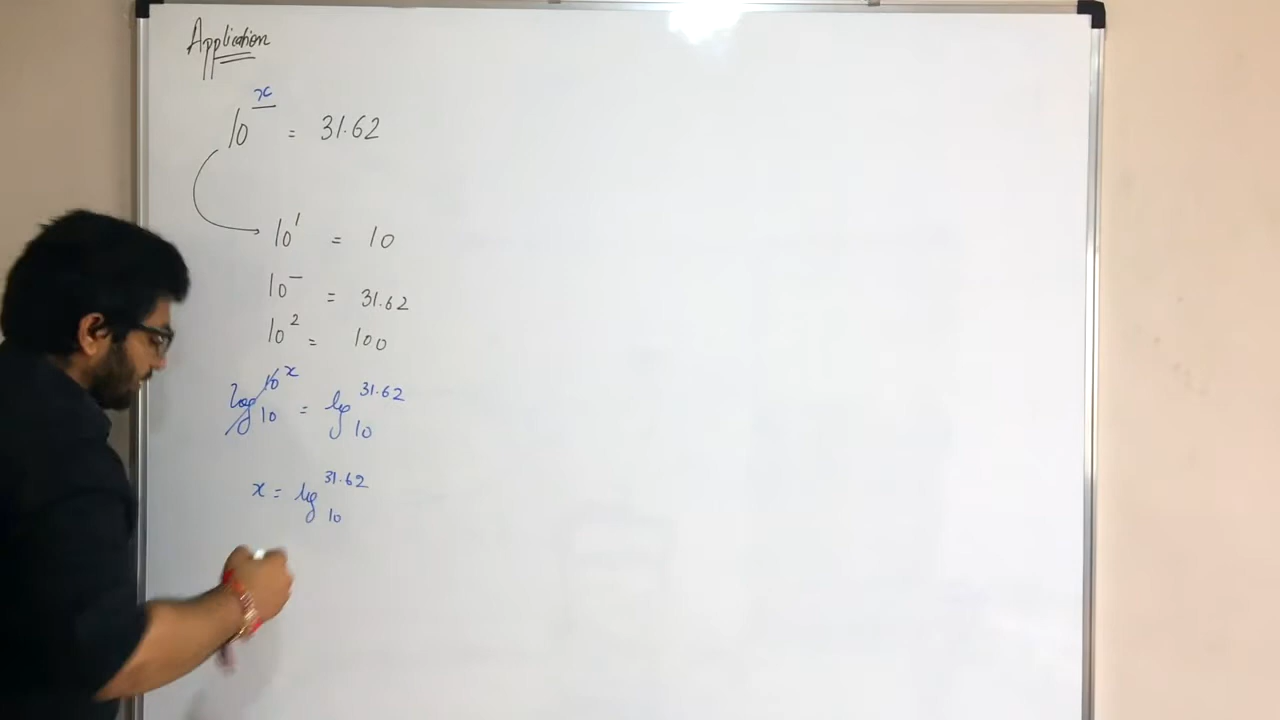 Application
10^x = 31.62
10^1 = 10
10^— = 31.62
10^2 = 100
log_10 10^x = log_10 31.62
x = log_10 31.62